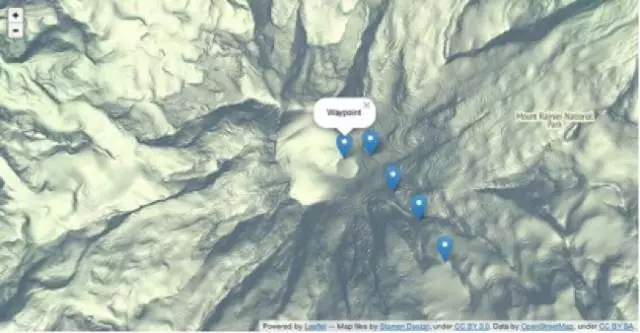 +
-
Waypoint
×
Mount Rainier National
Park
Powered by Leaflet — Map tiles by Stamen Design, under CC BY 3.0. Data by OpenStreetMap, under CC BY SA